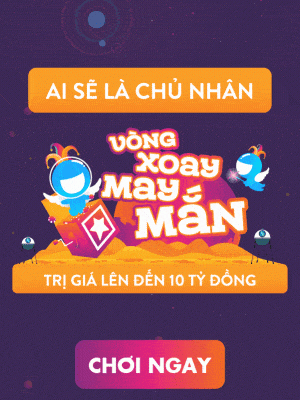 AI SẼ LÀ CHỦ NHÂN
VÒNG
XOAY
MAY
MẮN
TRỊ GIÁ LÊN ĐẾN 10 TỶ ĐỒNG
CHƠI NGAY